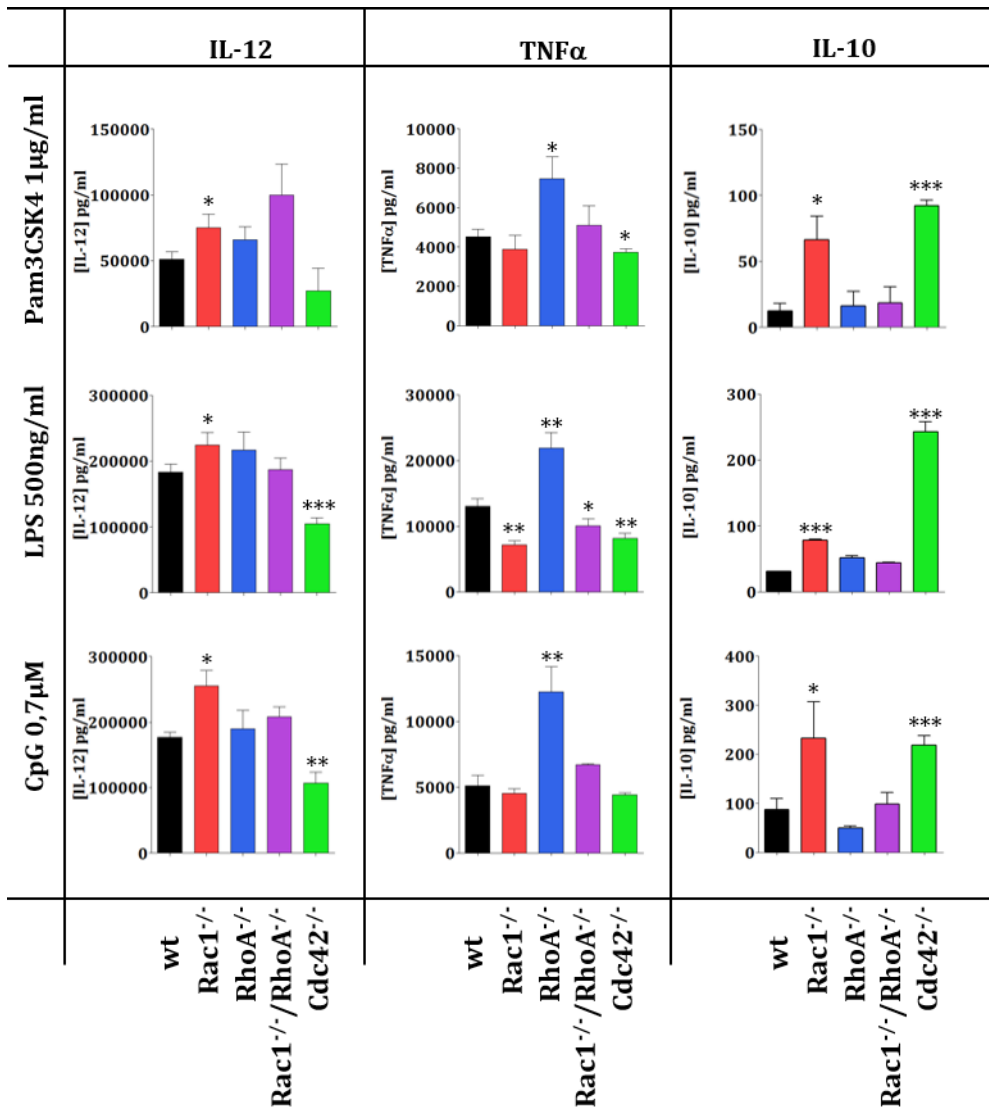 IL-12 TNFα IL-10
Pam3CSK4 1µg/ml
[IL-12] pg/ml
150000
100000
50000
0
*
[TNFα] pg/ml
10000
8000
6000
4000
2000
0
*
*
[IL-10] pg/ml
150
100
50
0
*
***
LPS 500ng/ml
[IL-12] pg/ml
300000
200000
100000
0
*
***
[TNFα] pg/ml
30000
20000
10000
0
**
**
*
**
[IL-10] pg/ml
300
200
100
0
***
***
CpG 0,7µM
[IL-12] pg/ml
300000
200000
100000
0
*
**
[TNFα] pg/ml
15000
10000
5000
0
**
[IL-10] pg/ml
400
300
200
100
0
*
***
wt
Rac1-/-
RhoA-/-
Rac1-/-/RhoA-/-
Cdc42-/-
wt
Rac1-/-
RhoA-/-
Rac1-/-/RhoA-/-
Cdc42-/-
wt
Rac1-/-
RhoA-/-
Rac1-/-/RhoA-/-
Cdc42-/-